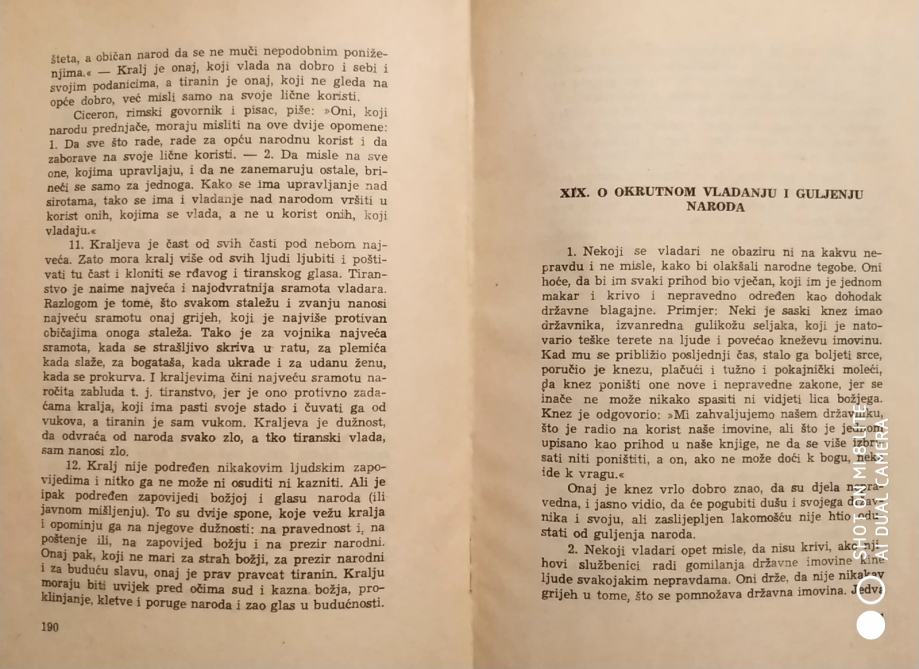 šteta, a običan narod da se ne muči nepodobnim poniže-
njima.« — Kralj je onaj, koji vlada na dobro i sebi i
svojim podanicima, a tiranin je onaj, koji ne gleda na
opće dobro, već misli samo na svoje lične koristi.
Ciceron, rimski govornik i pisac, piše: »Oni, koji
narodu prednjače, moraju misliti na ove dvije opomene:
1. Da sve što rade, rade za opću narodnu korist i da
zaborave na svoje lične koristi. — 2. Da misle na sve
one, kojima upravljaju, i da ne zanemaruju ostale, bri-
neći se samo za jednoga. Kako se ima upravljanje nad
sirotama, tako se ima i vladanje nad narodom vršiti u
korist onih, kojima se vlada, a ne u korist onih, koji
vladaju.«
11. Kraljeva je čast od svih časti pod nebom naj-
veća. Zato mora kralj više od svih ljudi ljubiti i pošti-
vati tu čast i kloniti se rđavog i tiranskog glasa. Tiran-
stvo je naime najveća i najodvratnija sramota vladara.
Razlogom je tome, što svakom staležu i zvanju nanosi
najveću sramotu onaj grijeh, koji je najviše protivan
običajima onoga staleža. Tako je za vojnika najveća
sramota, kada se strašljivo skriva u ratu, za plemića
kada slaže, za bogataša, kada ukrade i za udanu ženu,
kada se prokurva. I kraljevima čini najveću sramotu na-
ročita zabluda t. j. tiranstvo, jer je ono protivno zada-
ćama kralja, koji ima pasti svoje stado i čuvati ga od
vukova, a tiranin je sam vukom. Kraljeva je dužnost,
da odvraća od naroda svako zlo, a tko tiranski vlada,
sam nanosi zlo.
12. Kralj nije podređen nikakovim ljudskim zapo-
vijedima i nitko ga ne može ni osuditi ni kazniti. Ali je
ipak podređen zapovijedi božjoj i glasu naroda (ili
javnom mišljenju). To su dvije spone, koje vežu kralja
i opominju ga na njegove dužnosti: na pravednost i, na
poštenje ili, na zapovijed božju i na prezir narodni.
Onaj pak, koji ne mari za strah božji, za prezir narodni
i za buduću slavu, onaj je prav pravcat tiranin. Kralju
moraju biti uvijek pred očima sud i kazna božja, pro-
klinjanje, kletve i poruge naroda i zao glas u budućnosti.
190
XIX. O OKRUTNOM VLADANJU I GULJENJU
NARODA
1. Nekoji se vladari ne obaziru ni na kakvu ne-
pravdu i ne misle, kako bi olakšali narodne tegobe. Oni
hoće, da bi im svaki prihod bio vječan, koji im je jednom
makar i krivo i nepravedno određen kao dohodak
državne blagajne. Primjer: Neki je saski knez imao
državnika, izvanredna gulikožu seljaka, koji je nato-
vario teške terete na ljude i povećao kneževu imovinu.
Kad mu se približio posljednji čas, stalo ga boljeti srce,
poručio je knezu, plačući i tužno i pokajnički moleći,
da knez poništi one nove i nepravedne zakone, jer se
inače ne može nikako spasiti ni vidjeti lica božjega.
Knez je odgovorio: »Mi zahvaljujemo našem državniku,
što je radio na korist naše imovine, ali što je jednom
upisano kao prihod u naše knjige, ne da se više izbri-
sati niti poništiti, a on, ako ne može doći k bogu, neka
ide k vragu.«
Onaj je knez vrlo dobro znao, da su djela nepra-
vedna, i jasno vidio, da će pogubiti dušu i svojega držav-
nika i svoju, ali zaslijepljen lakomošću nije htio odu-
stati od guljenja naroda.
2. Nekoji vladari opet misle, da nisu krivi, ako nji-
hovi službenici radi gomilanja državne imovine kine
ljude svakojakim nepravdama. Oni drže, da nije nikakav
grijeh u tome, što se pomnožava državna imovina. Jedva
SHOT ON MI 8 LITE
AI DUAL CAMERA